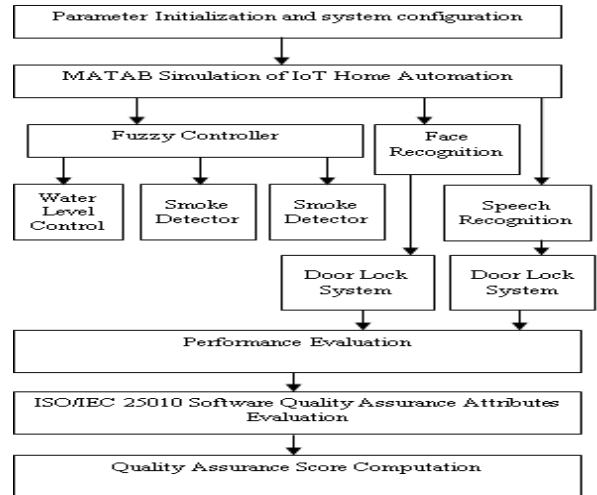 Parameter Initialization and system configuration
MATAB Simulation of IoT Home Automation
Fuzzy Controller
Face
Recognition
Water
Level
Control
Smoke
Detector
Smoke
Detector
Speech
Recognition
Door Lock
System
Door Lock
System
Performance Evaluation
ISO/IEC 25010 Software Quality Assurance Attributes
Evaluation
Quality Assurance Score Computation